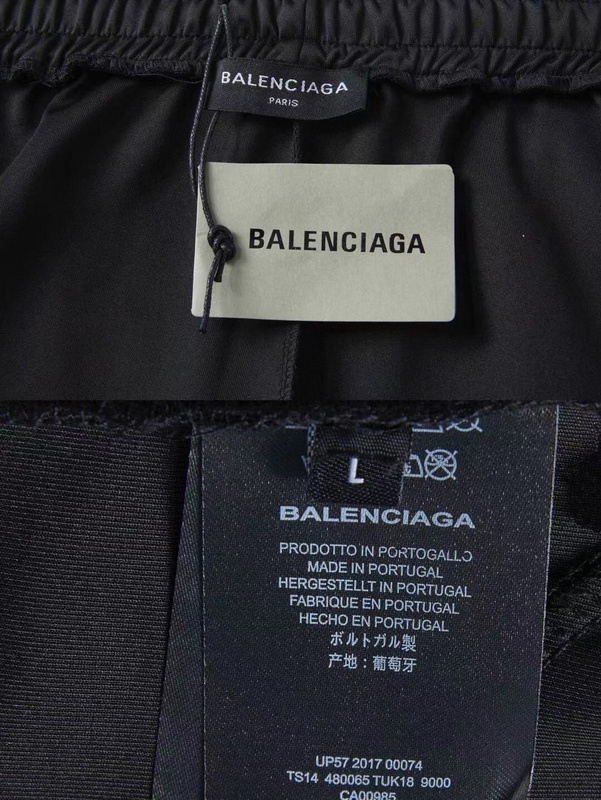 BALENCIAGA
PARIS
BALENCIAGA
L
BALENCIAGA
PRODOTTO IN PORTOGALLO
MADE IN PORTUGAL
HERGESTELLT IN PORTUGAL
FABRIQUE EN PORTUGAL
HECHO EN PORTUGAL
ボルトガル製
产地：葡萄牙
UP57 2017 00074
TS14 480065 TUK18 9000
CA00985